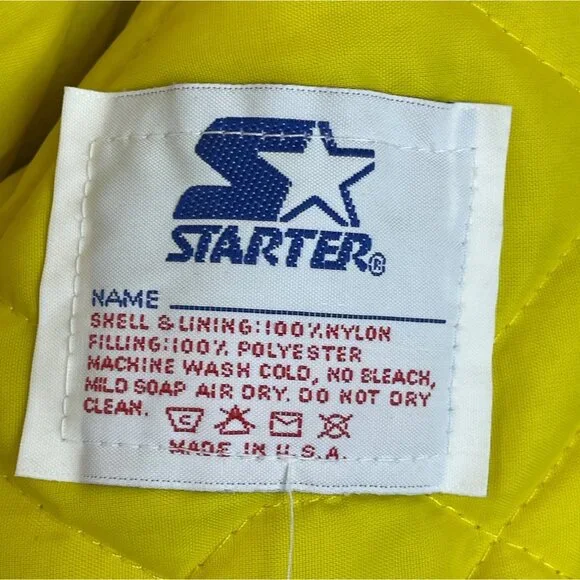 STARTER®
NAME
SHELL & LINING: 100% NYLON
FILLING: 100% POLYESTER
MACHINE WASH COLD, NO BLEACH,
MILD SOAP AIR DRY. DO NOT DRY
CLEAN.
MADE IN U.S.A.